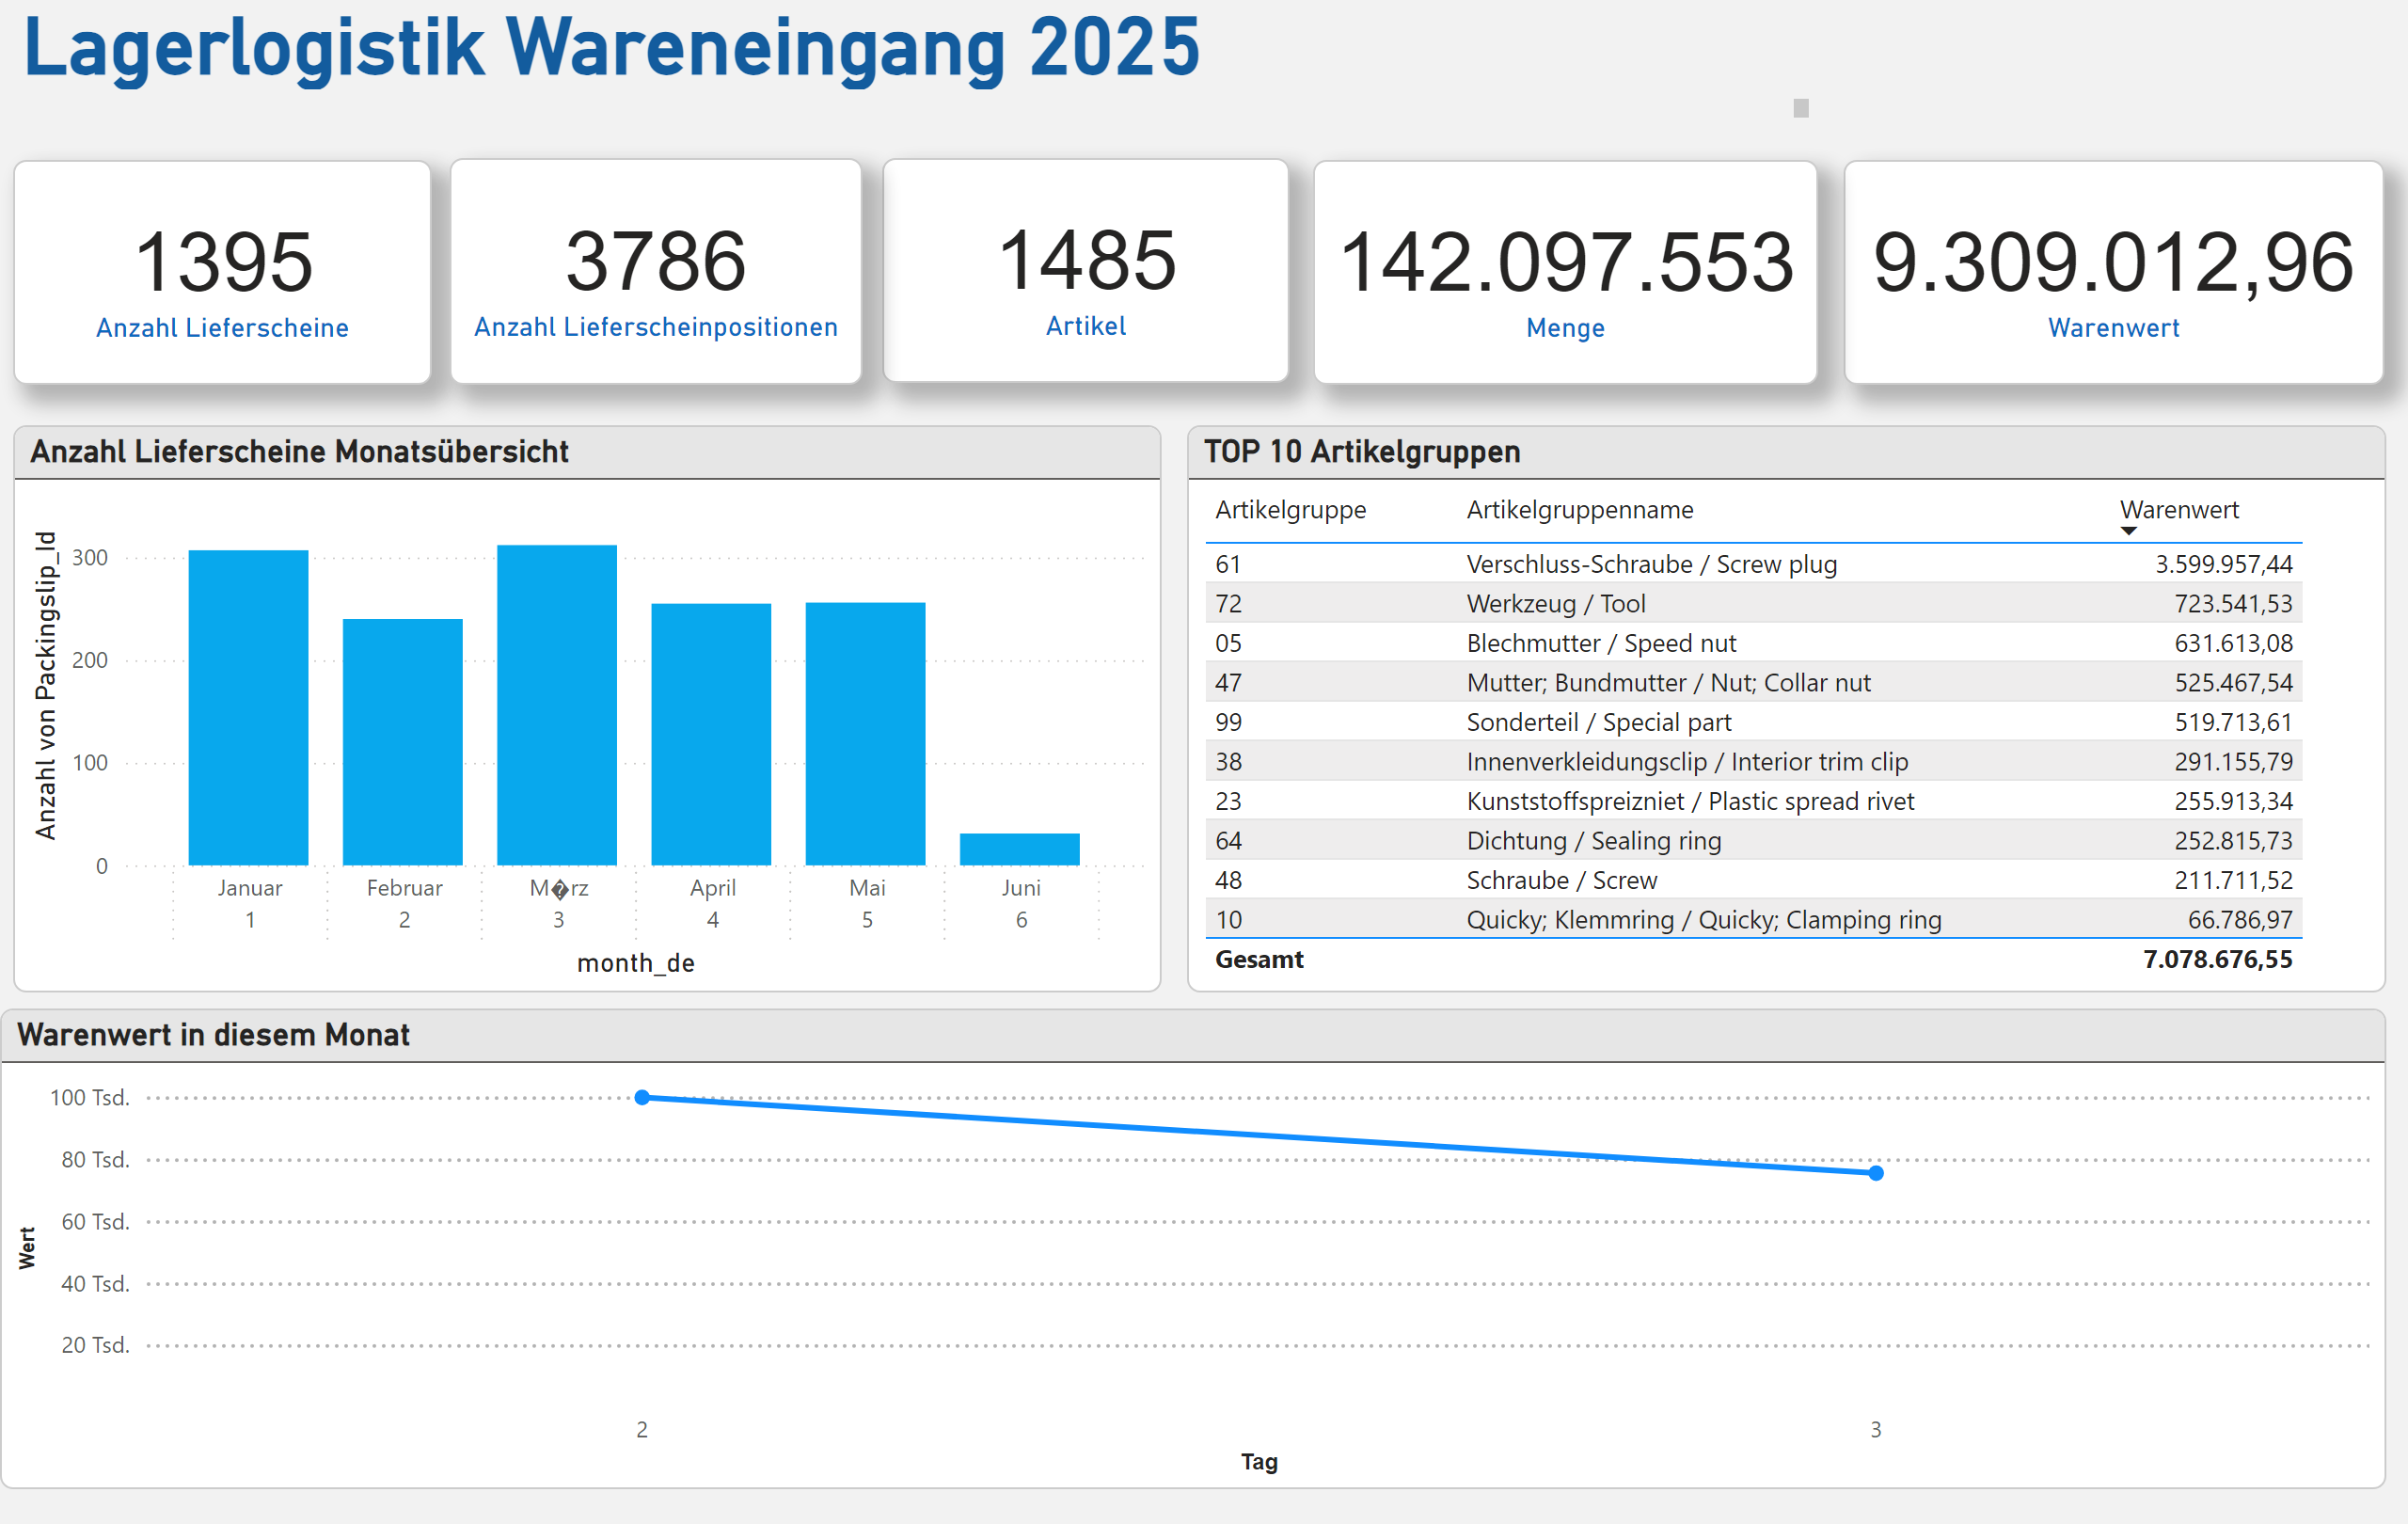 Lagerlogistik Wareneingang 2025
1395
Anzahl Lieferscheine
3786
Anzahl Lieferscheinpositionen
1485
Artikel
142.097.553
Menge
9.309.012,96
Warenwert
Anzahl Lieferscheine Monatsübersicht
Anzahl von Packingslip_Id
300
200
100
0
Januar Februar M�rz April Mai Juni
1 2 3 4 5 6
month_de
TOP 10 Artikelgruppen
Artikelgruppe Artikelgruppenname Warenwert
61 Verschluss-Schraube / Screw plug 3.599.957,44
72 Werkzeug / Tool 723.541,53
05 Blechmutter / Speed nut 631.613,08
47 Mutter; Bundmutter / Nut; Collar nut 525.467,54
99 Sonderteil / Special part 519.713,61
38 Innenverkleidungsclip / Interior trim clip 291.155,79
23 Kunststoffspreizniet / Plastic spread rivet 255.913,34
64 Dichtung / Sealing ring 252.815,73
48 Schraube / Screw 211.711,52
10 Quicky; Klemmring / Quicky; Clamping ring 66.786,97
Gesamt 7.078.676,55
Warenwert in diesem Monat
Wert
100 Tsd.
80 Tsd.
60 Tsd.
40 Tsd.
20 Tsd.
2 3
Tag